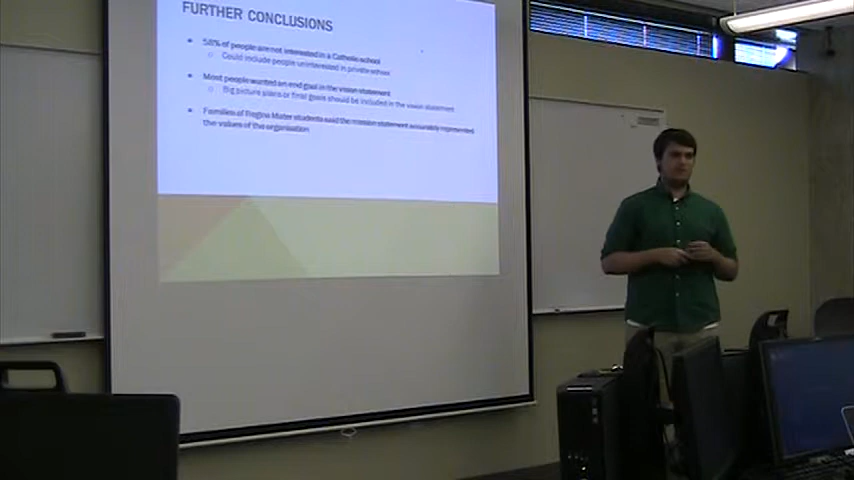 FURTHER CONCLUSIONS
58% of people are not interested in a Catholic school
Could include people uninterested in private school
Most people wanted an end goal in the vision statement
Big picture plans or final goals should be included in the vision statement
Families of Regina Mater students said the mission statement accurately represented
the values of the organisation